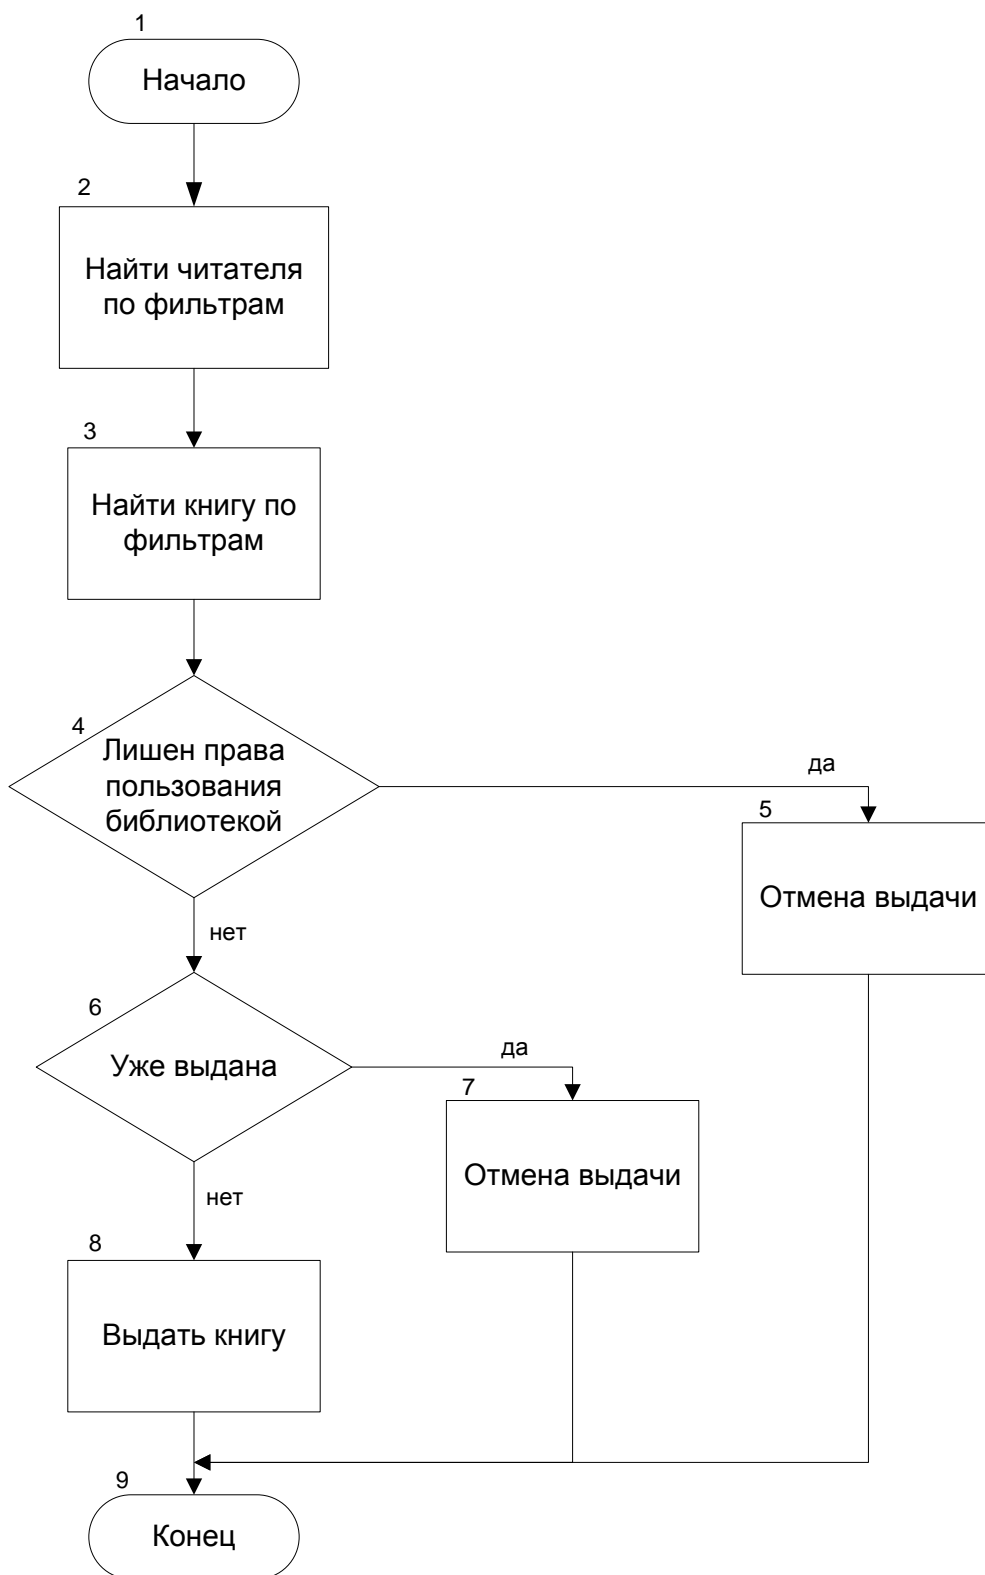 1
Начало
2
Найти читателя
по фильтрам
3
Найти книгу по
фильтрам
4
Лишен права
пользования
библиотекой
да
5
Отмена выдачи
нет
6
Уже выдана
да
7
Отмена выдачи
нет
8
Выдать книгу
9
Конец